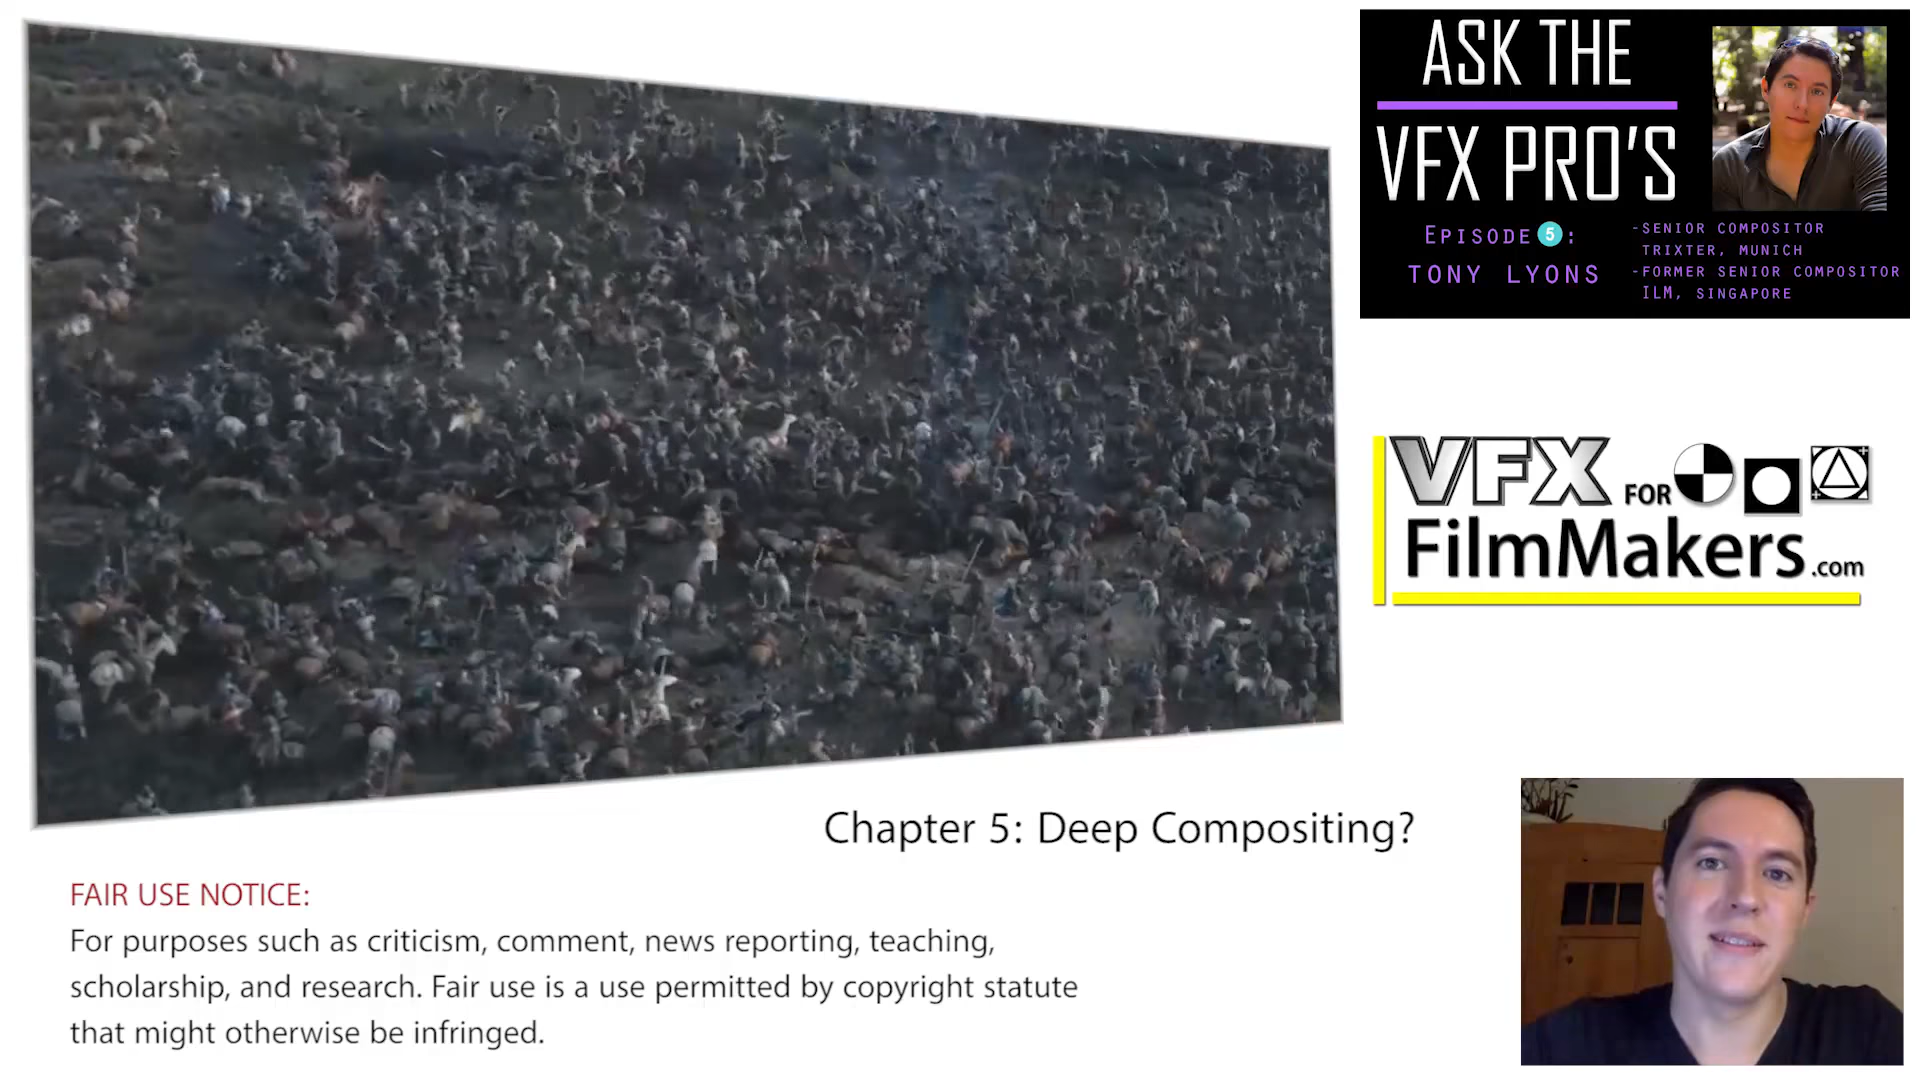 ASK THE
VFX PRO'S
EPISODE 5:
TONY LYONS
-SENIOR COMPOSITOR
TRIXTER, MUNICH
-FORMER SENIOR COMPOSITOR
ILM, SINGAPORE
VFX FOR
FilmMakers.com
Chapter 5: Deep Compositing?
FAIR USE NOTICE:
For purposes such as criticism, comment, news reporting, teaching,
scholarship, and research. Fair use is a use permitted by copyright statute
that might otherwise be infringed.